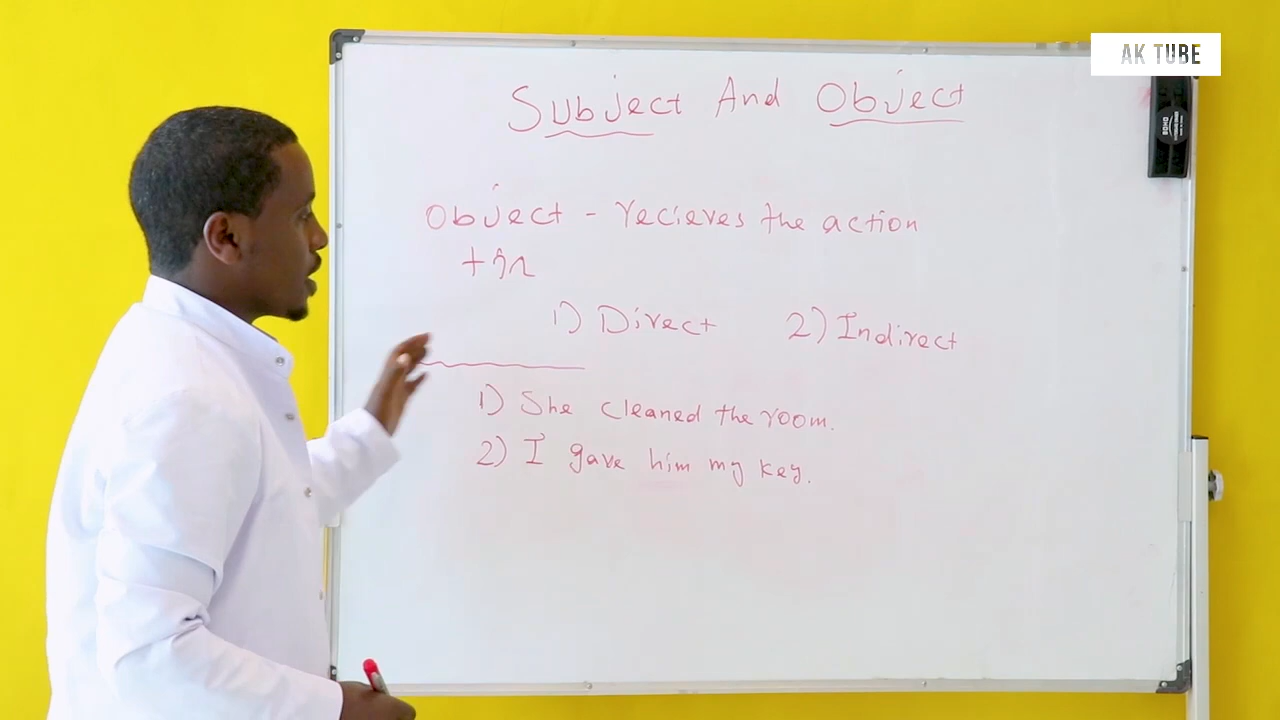 AK TUBE
Subject And Object
Object - recieves the action
1) Direct 2) Indirect
1) She cleaned the room.
2) I gave him my key.